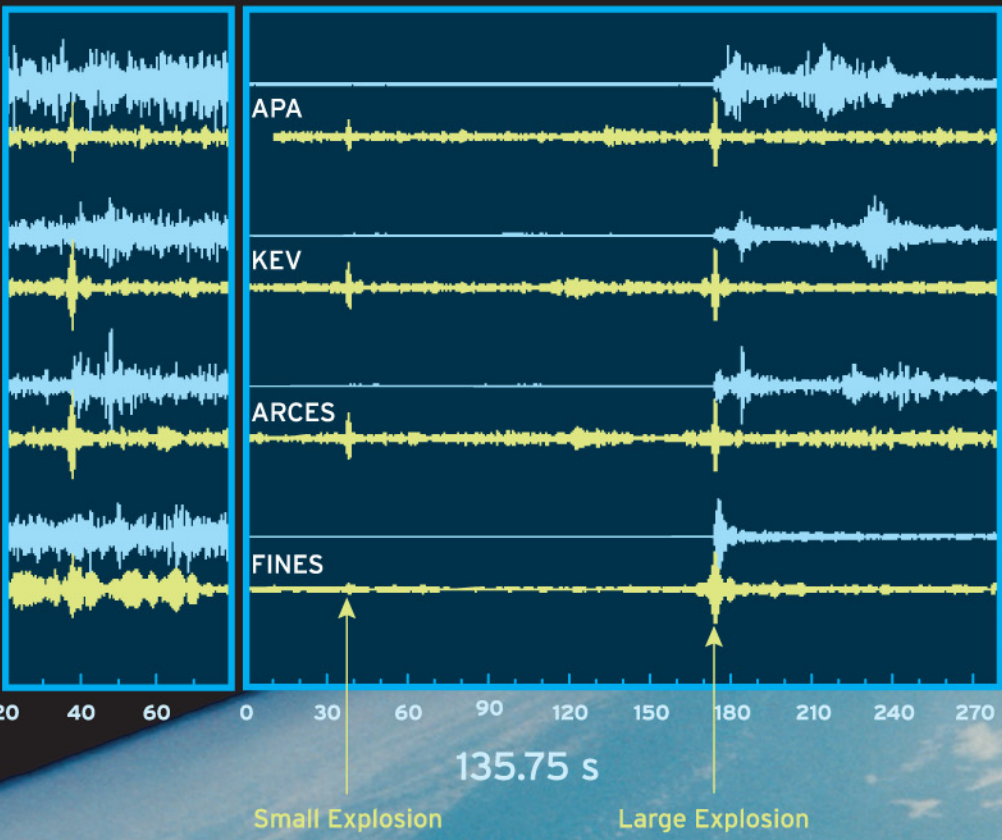 APA
KEV
ARCES
FINES
20 40 60 0 30 60 90 120 150 180 210 240 270
135.75 s
Small Explosion Large Explosion